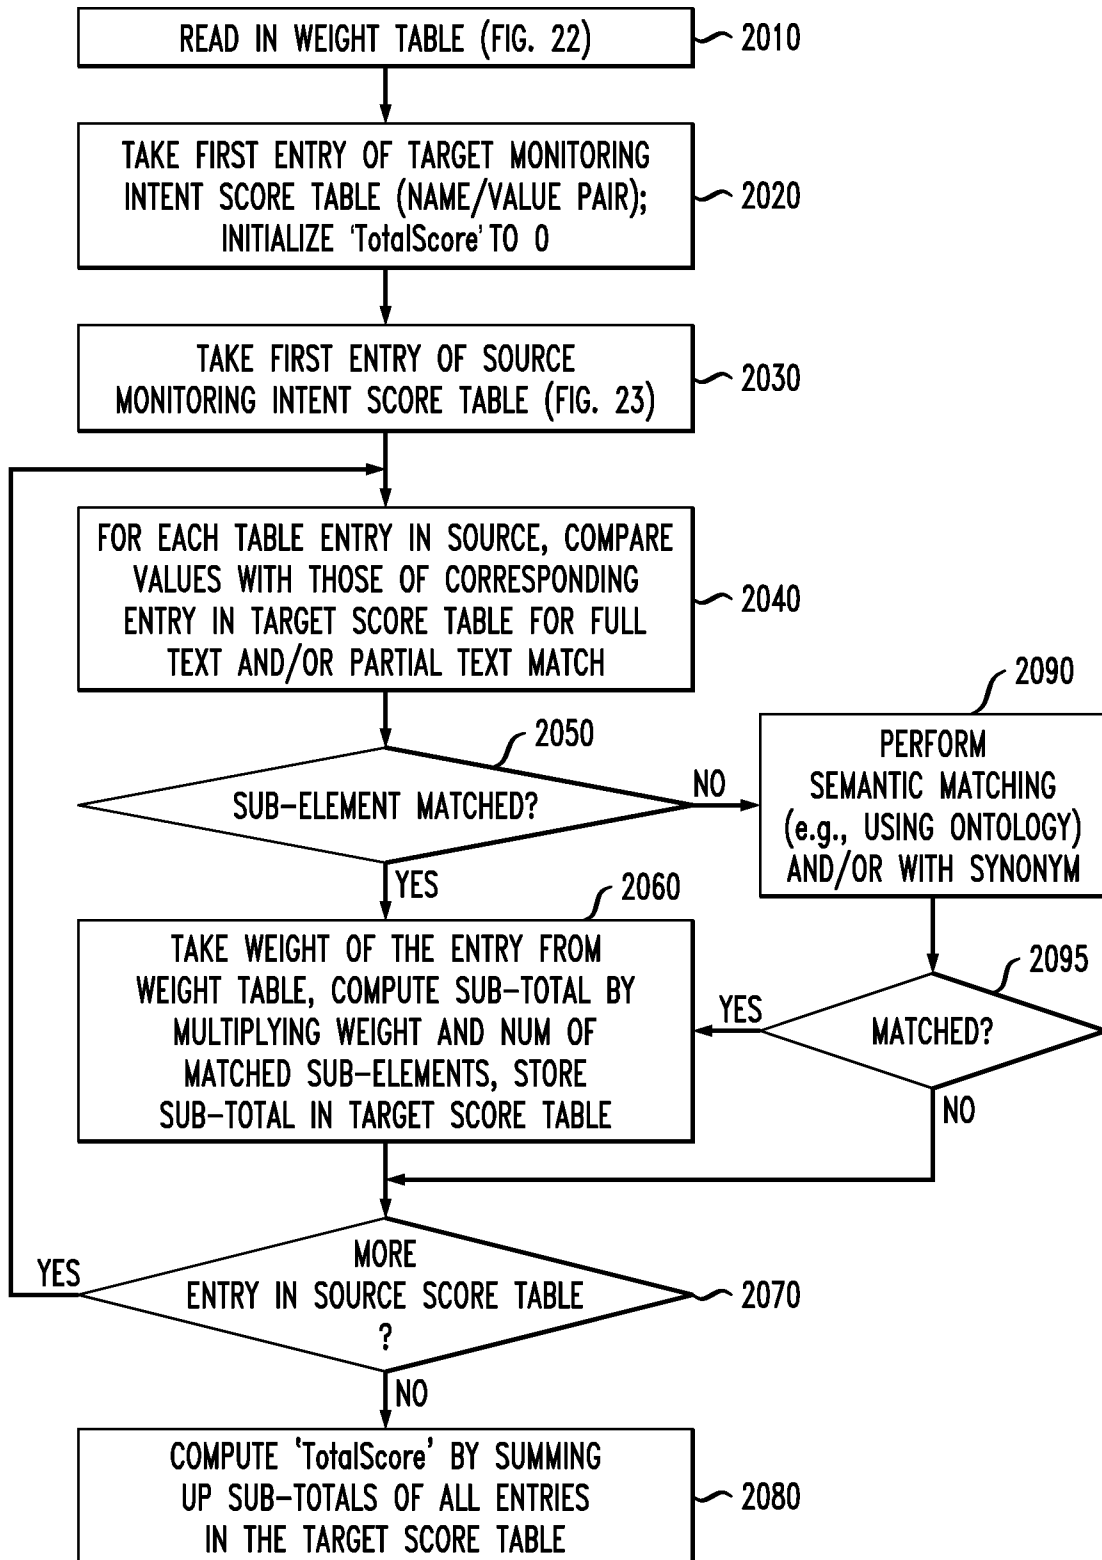 READ IN WEIGHT TABLE (FIG. 22)
2010
TAKE FIRST ENTRY OF TARGET MONITORING
INTENT SCORE TABLE (NAME/VALUE PAIR);
INITIALIZE 'TotalScore' TO 0
2020
TAKE FIRST ENTRY OF SOURCE
MONITORING INTENT SCORE TABLE (FIG. 23)
2030
FOR EACH TABLE ENTRY IN SOURCE, COMPARE
VALUES WITH THOSE OF CORRESPONDING
ENTRY IN TARGET SCORE TABLE FOR FULL
TEXT AND/OR PARTIAL TEXT MATCH
2040
2050
SUB-ELEMENT MATCHED?
NO
YES
2090
PERFORM
SEMANTIC MATCHING
(e.g., USING ONTOLOGY)
AND/OR WITH SYNONYM
2060
TAKE WEIGHT OF THE ENTRY FROM
WEIGHT TABLE, COMPUTE SUB-TOTAL BY
MULTIPLYING WEIGHT AND NUM OF
MATCHED SUB-ELEMENTS, STORE
SUB-TOTAL IN TARGET SCORE TABLE
2095
YES
MATCHED?
NO
MORE
ENTRY IN SOURCE SCORE TABLE
?
YES
2070
NO
COMPUTE 'TotalScore' BY SUMMING
UP SUB-TOTALS OF ALL ENTRIES
IN THE TARGET SCORE TABLE
2080